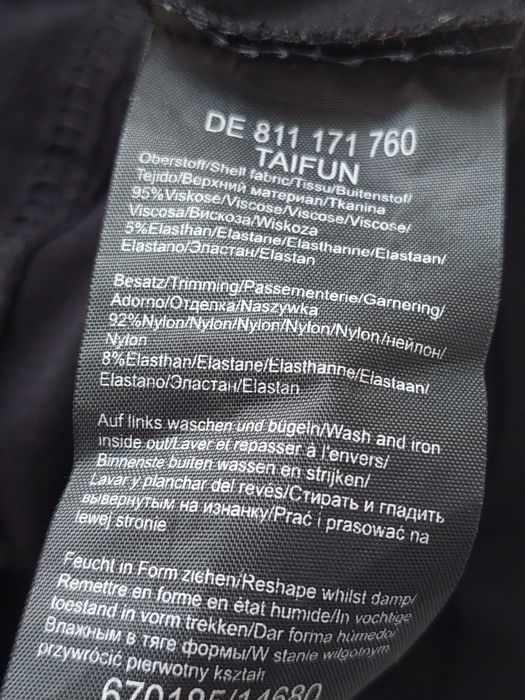 DE 811 171 760
TAIFUN
Oberstoff/Shell fabric/Tissu/Buitenstof/
Tejido/Верхний материал/Tkanina
95%Viskose/Viscose/Viscose/Viscose/
Viscosa/Вискоза/Wiskoza
5%Elasthan/Elastane/Elasthanne/Elastaan/
Elastano/Эластан/Elastan
Besatz/Trimming/Passementerie/Garnering/
Adorno/Отделка/Naszywka
92%Nylon/Nylon/Nylon/Nylon/Nylon/нейлон/
Nylon
8%Elasthan/Elastane/Elasthanne/Elastaan/
Elastano/Эластан/Elastan
Auf links waschen und bügeln/Wash and iron
inside out/Laver et repasser à l'envers/
Binnenste buiten wassen en strijken/
Lavar y planchar del revés/Стирать и гладить
вывернутым на изнанку/Prać i prasować na
lewej stronie
Feucht in Form ziehen/Reshape whilst damp/
Remettre en forme en état humide/In vochtige
toestand in vorm trekken/Dar forma húmedo/
Влажным в тяге формы/W stanie wilgotnym
przywrócić pierwotny kształt
670185/14680